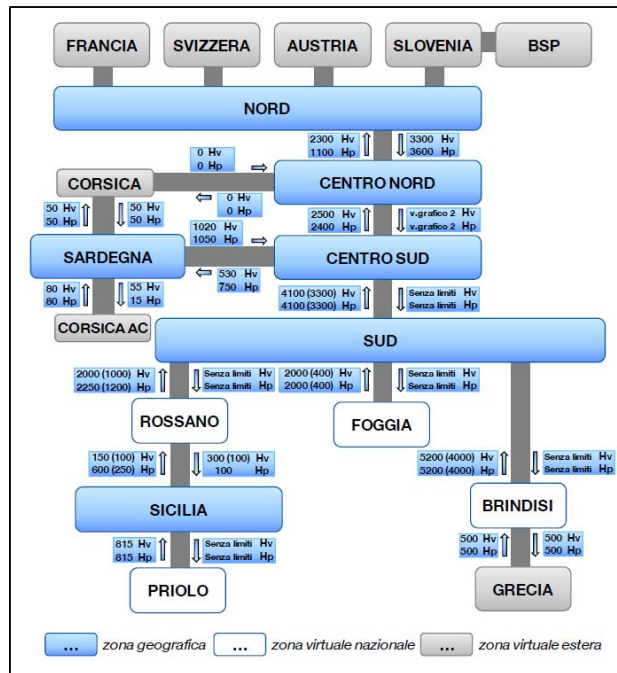 FRANCIA
SVIZZERA
AUSTRIA
SLOVENIA
BSP
NORD
0 Hv
0 Hp
2300 Hv
1100 Hp
3300 Hv
3600 Hp
CORSICA
CENTRO NORD
0 Hv
0 Hp
50 Hv
50 Hp
50 Hv
50 Hp
1020 Hv
1050 Hp
2500 Hv
2400 Hp
v.grafico 2 Hv
v.grafico 2 Hp
SARDEGNA
CENTRO SUD
530 Hv
750 Hp
80 Hv
80 Hp
55 Hv
15 Hp
4100 (3300) Hv
4100 (3300) Hp
Senza limiti Hv
Senza limiti Hp
CORSICA AC
SUD
2000 (1000) Hv
2250 (1200) Hp
Senza limiti Hv
Senza limiti Hp
2000 (400) Hv
2000 (400) Hp
Senza limiti Hv
Senza limiti Hp
ROSSANO
FOGGIA
150 (100) Hv
600 (250) Hp
300 (100) Hv
100 Hp
5200 (4000) Hv
5200 (4000) Hp
Senza limiti Hv
Senza limiti Hp
SICILIA
BRINDISI
815 Hv
815 Hp
Senza limiti Hv
Senza limiti Hp
500 Hv
500 Hp
500 Hv
500 Hp
PRIOLO
GRECIA
... zona geografica
... zona virtuale nazionale
... zona virtuale estera